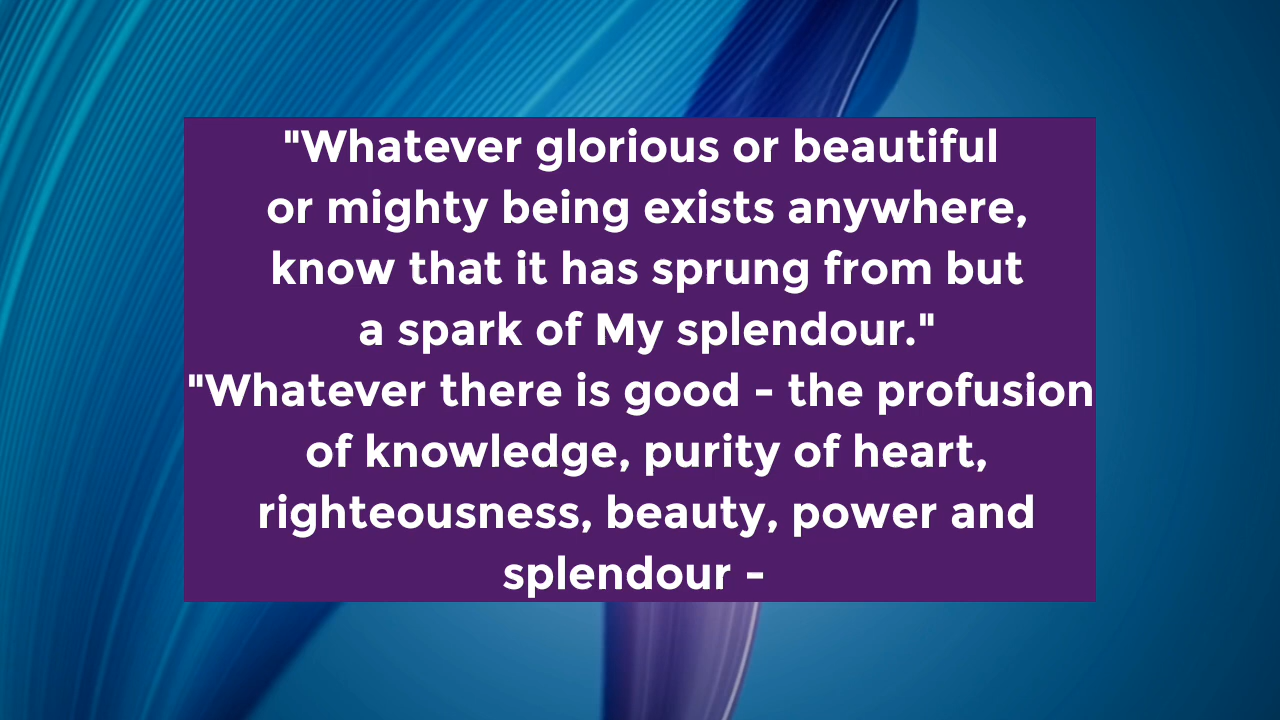 "Whatever glorious or beautiful
or mighty being exists anywhere,
know that it has sprung from but
a spark of My splendour."
"Whatever there is good - the profusion
of knowledge, purity of heart,
righteousness, beauty, power and
splendour -